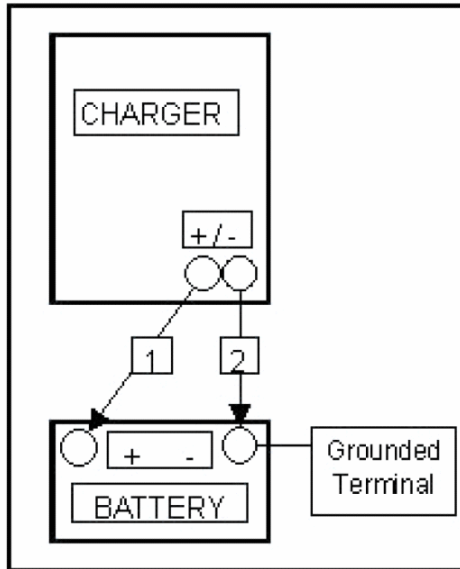 CHARGER
+/-
1
2
+ -
BATTERY
Grounded
Terminal